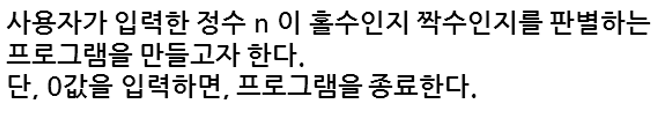 사용자가 입력한 정수 n 이 홀수인지 짝수인지를 판별하는
프로그램을 만들고자 한다.
단, 0값을 입력하면, 프로그램을 종료한다.